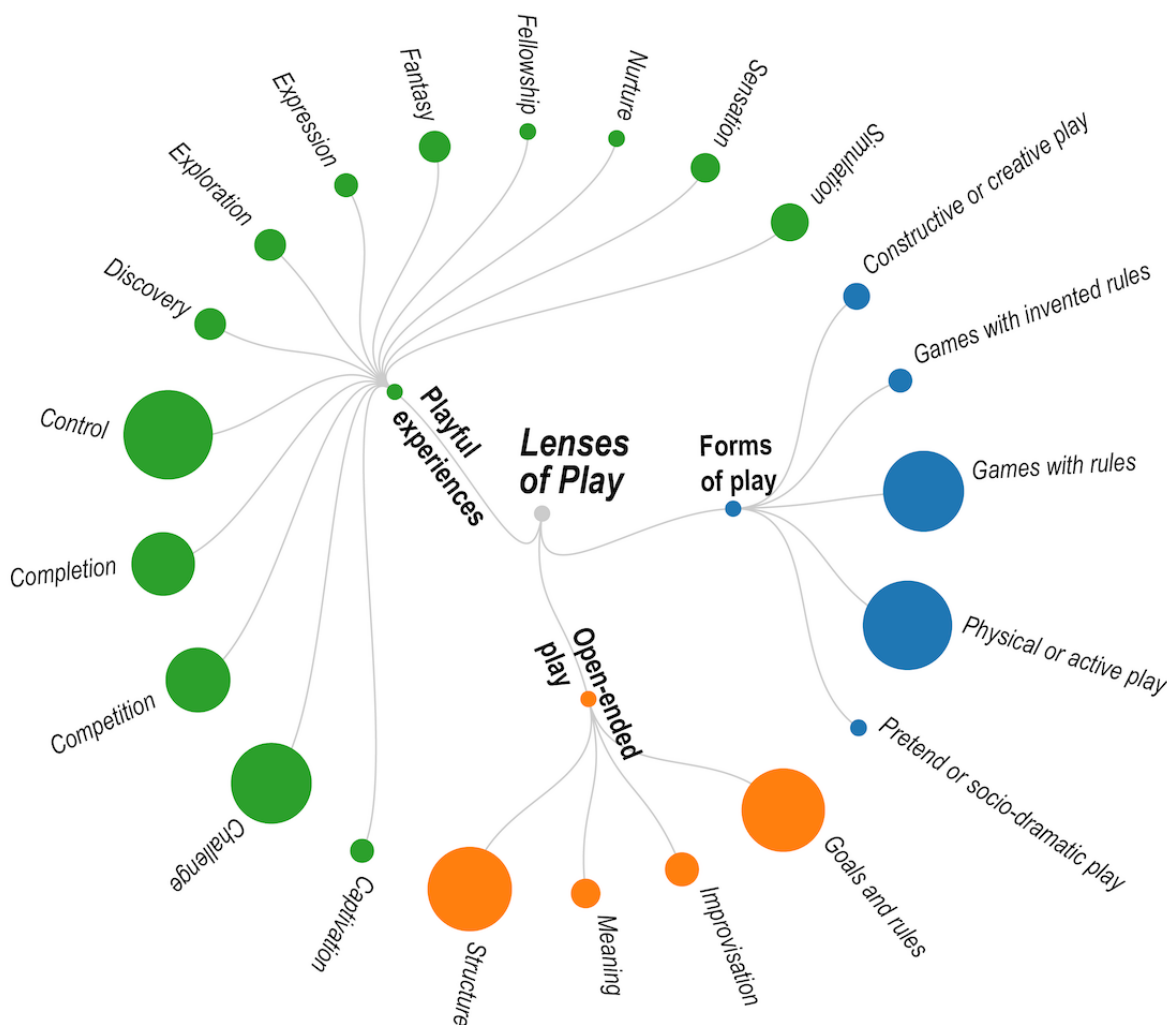 Lenses
of Play
Playful
experiences
Simulation
Sensation
Nurture
Fellowship
Fantasy
Expression
Exploration
Discovery
Control
Completion
Competition
Challenge
Captivation
Open-ended
play
Structure
Meaning
Improvisation
Goals and rules
Forms
of play
Constructive or creative play
Games with invented rules
Games with rules
Physical or active play
Pretend or socio-dramatic play